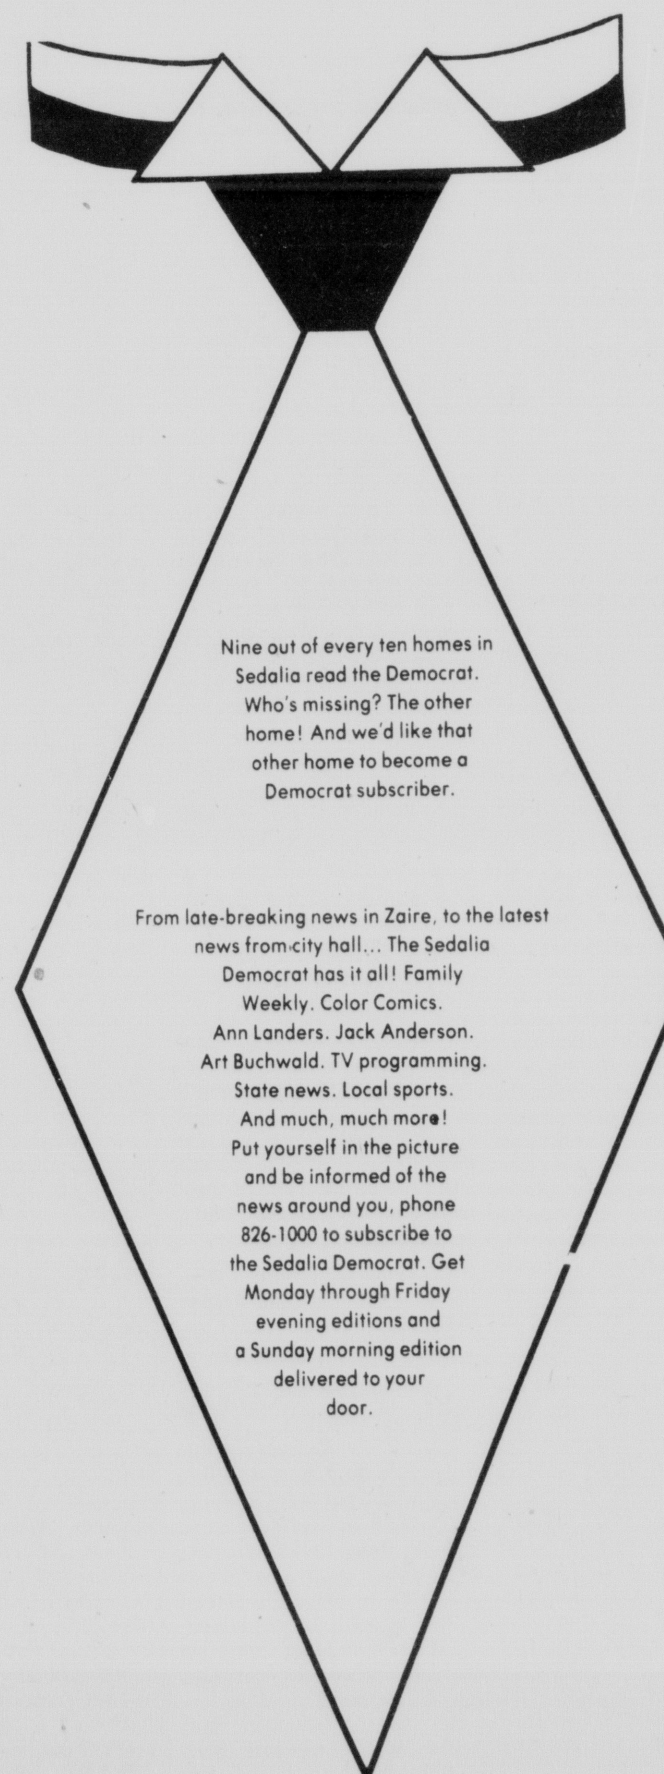 Nine out of every ten homes in
Sedalia read the Democrat.
Who's missing? The other
home! And we'd like that
other home to become a
Democrat subscriber.
From late-breaking news in Zaire, to the latest
news from city hall... The Sedalia
Democrat has it all! Family
Weekly. Color Comics.
Ann Landers. Jack Anderson.
Art Buchwald. TV programming.
State news. Local sports.
And much, much more!
Put yourself in the picture
and be informed of the
news around you, phone
826-1000 to subscribe to
the Sedalia Democrat. Get
Monday through Friday
evening editions and
a Sunday morning edition
delivered to your
door.